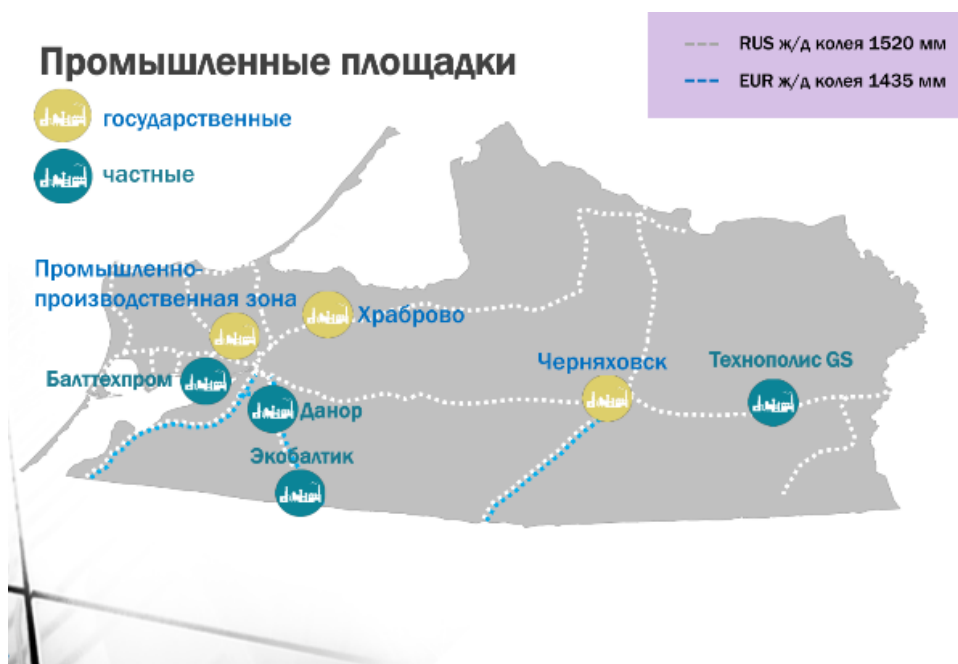 Промышленные площадки
RUS ж/д колея 1520 мм
EUR ж/д колея 1435 мм
государственные
частные
Промышленно-
производственная зона
Храброво
Балттехпром
Черняховск
Технополис GS
Данор
Экобалтик